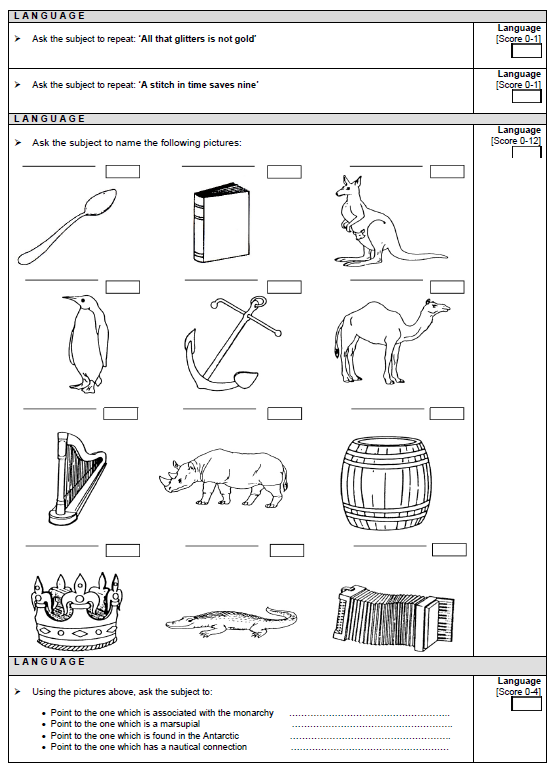 LANGUAGE
➢ Ask the subject to repeat: 'All that glitters is not gold'
Language
[Score 0-1]
➢ Ask the subject to repeat: 'A stitch in time saves nine'
Language
[Score 0-1]
LANGUAGE
➢ Ask the subject to name the following pictures:
Language
[Score 0-12]
LANGUAGE
➢ Using the pictures above, ask the subject to:
Language
[Score 0-4]
• Point to the one which is associated with the monarchy
• Point to the one which is a marsupial
• Point to the one which is found in the Antarctic
• Point to the one which has a nautical connection